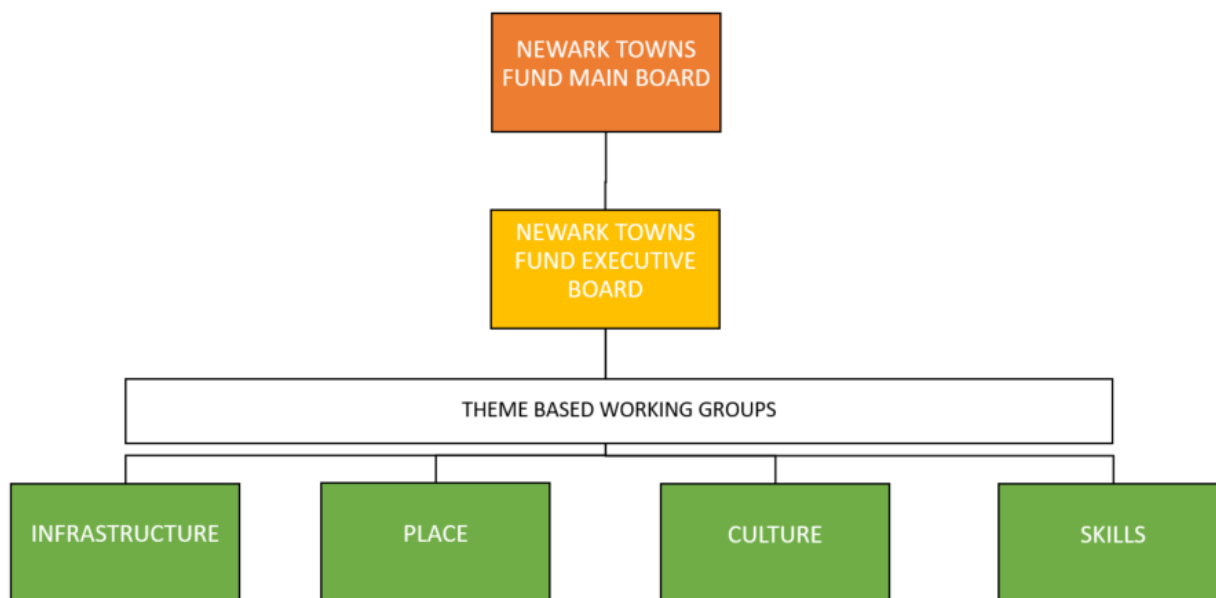 NEWARK TOWNS
FUND MAIN BOARD
NEWARK TOWNS
FUND EXECUTIVE
BOARD
THEME BASED WORKING GROUPS
INFRASTRUCTURE
PLACE
CULTURE
SKILLS